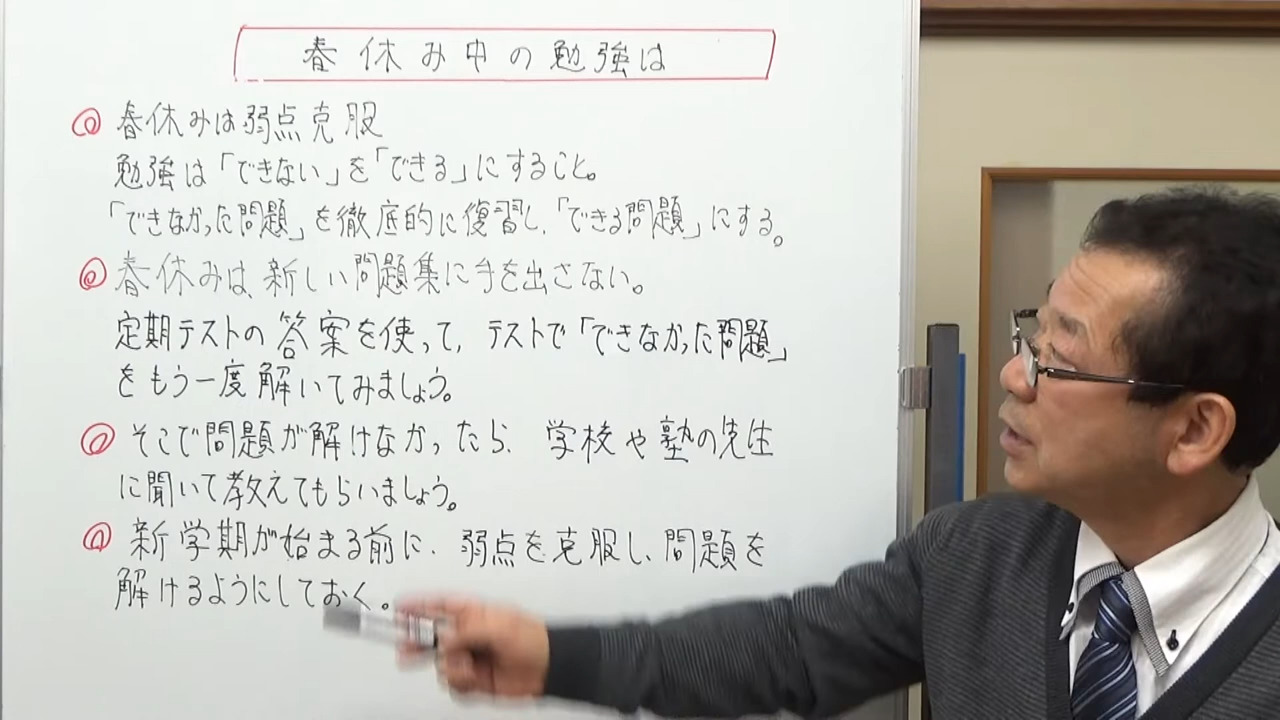 春休み中の勉強は
◎ 春休みは弱点克服
勉強は「できない」を「できる」にすること。
「できなかった問題」を徹底的に復習し、「できる問題」にする。
◎ 春休みは、新しい問題集に手を出さない。
定期テストの答案を使って、テストで「できなかった問題」
をもう一度解いてみましょう。
◎ そこで問題が解けなかったら、学校や塾の先生
に聞いて教えてもらいましょう。
◎ 新学期が始まる前に、弱点を克服し、問題を
解けるようにしておく。